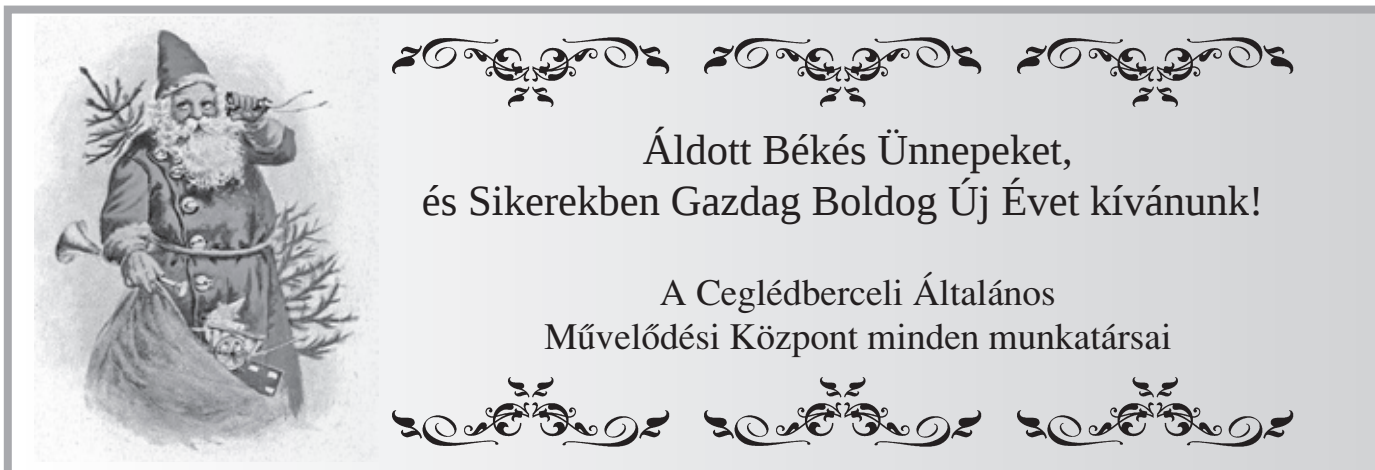 Áldott Békés Ünnepeket,
és Sikerekben Gazdag Boldog Új Évet kívánunk!
A Ceglédberceli Általános
Művelődési Központ minden munkatársai